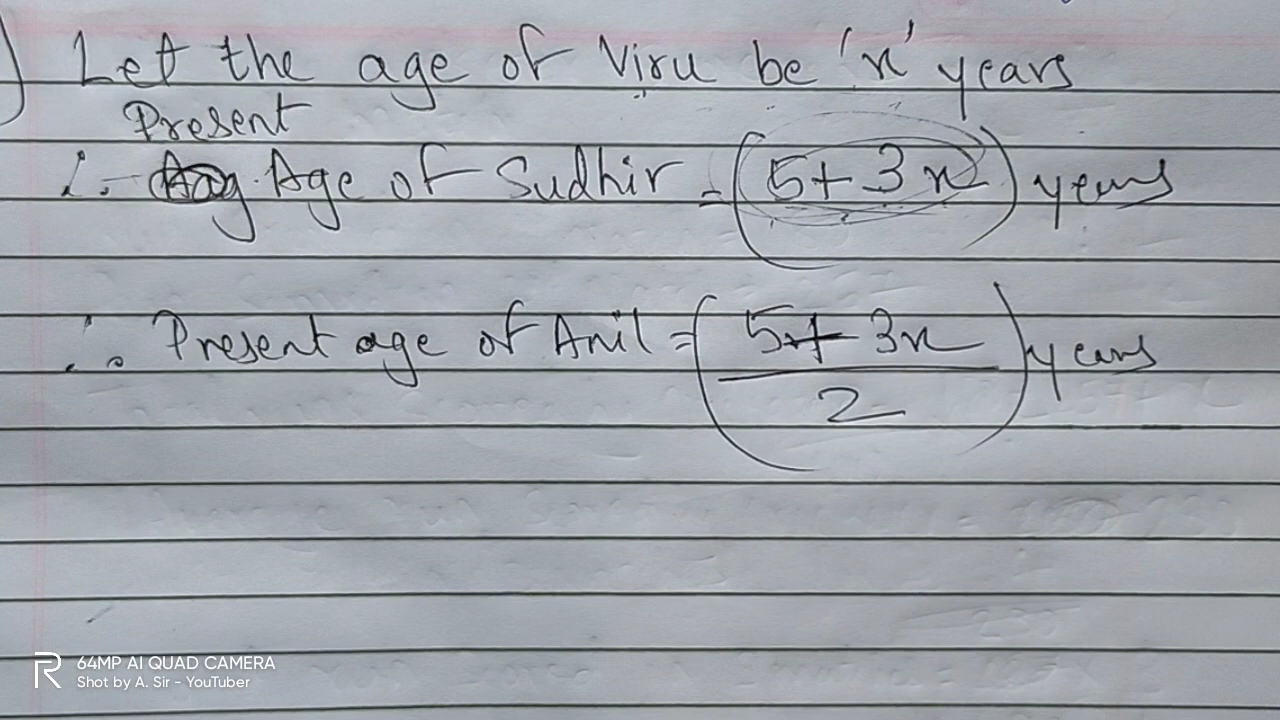 Let the age of Viru be 'x' years
Present
∴ Age of Sudhir = (5+3x) years
∴ Present age of Anil = (5+3x / 2) years
64MP AI QUAD CAMERA
Shot by A. Sir - YouTuber